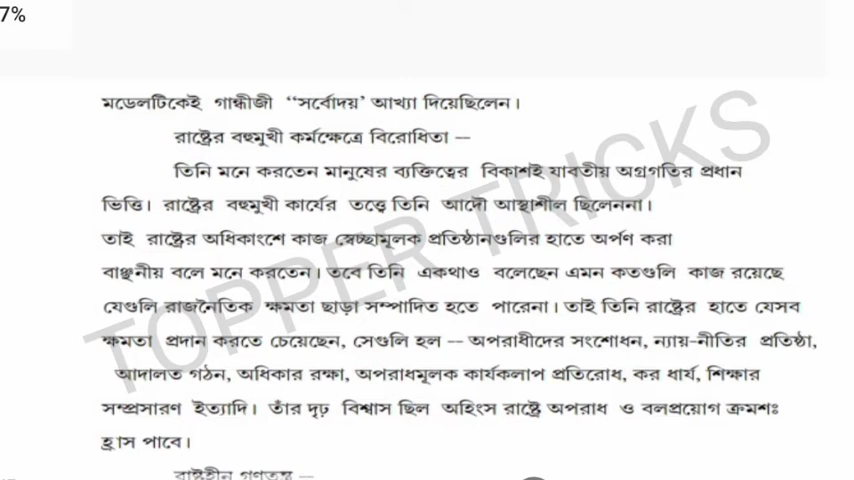 7%
মডেলটিকেই গান্ধীজী “সর্বোদয়’ আখ্যা দিয়েছিলেন।
রাষ্ট্রের বহুমুখী কর্মক্ষেত্রে বিরোধিতা --
তিনি মনে করতেন মানুষের ব্যক্তিত্বের বিকাশই যাবতীয় অগ্রগতির প্রধান
ভিত্তি। রাষ্ট্রের বহুমুখী কার্যের তত্ত্বে তিনি আদৌ আস্থাশীল ছিলেননা।
তাই রাষ্ট্রের অধিকাংশে কাজ স্বেচ্ছামূলক প্রতিষ্ঠানগুলির হাতে অর্পণ করা
বাঞ্ছনীয় বলে মনে করতেন। তবে তিনি একথাও বলেছেন এমন কতগুলি কাজ রয়েছে
যেগুলি রাজনৈতিক ক্ষমতা ছাড়া সম্পাদিত হতে পারেনা। তাই তিনি রাষ্ট্রের হাতে যেসব
ক্ষমতা প্রদান করতে চেয়েছেন, সেগুলি হল -- অপরাধীদের সংশোধন, ন্যায়-নীতির প্রতিষ্ঠা,
আদালত গঠন, অধিকার রক্ষা, অপরাধমূলক কার্যকলাপ প্রতিরোধ, কর ধার্য, শিক্ষার
সম্প্রসারণ ইত্যাদি। তাঁর দৃঢ় বিশ্বাস ছিল অহিংস রাষ্ট্রে অপরাধ ও বলপ্রয়োগ ক্রমশঃ
হ্রাস পাবে।
রাষ্ট্রহীন গণতন্ত্র --
TOPPER TRICKS